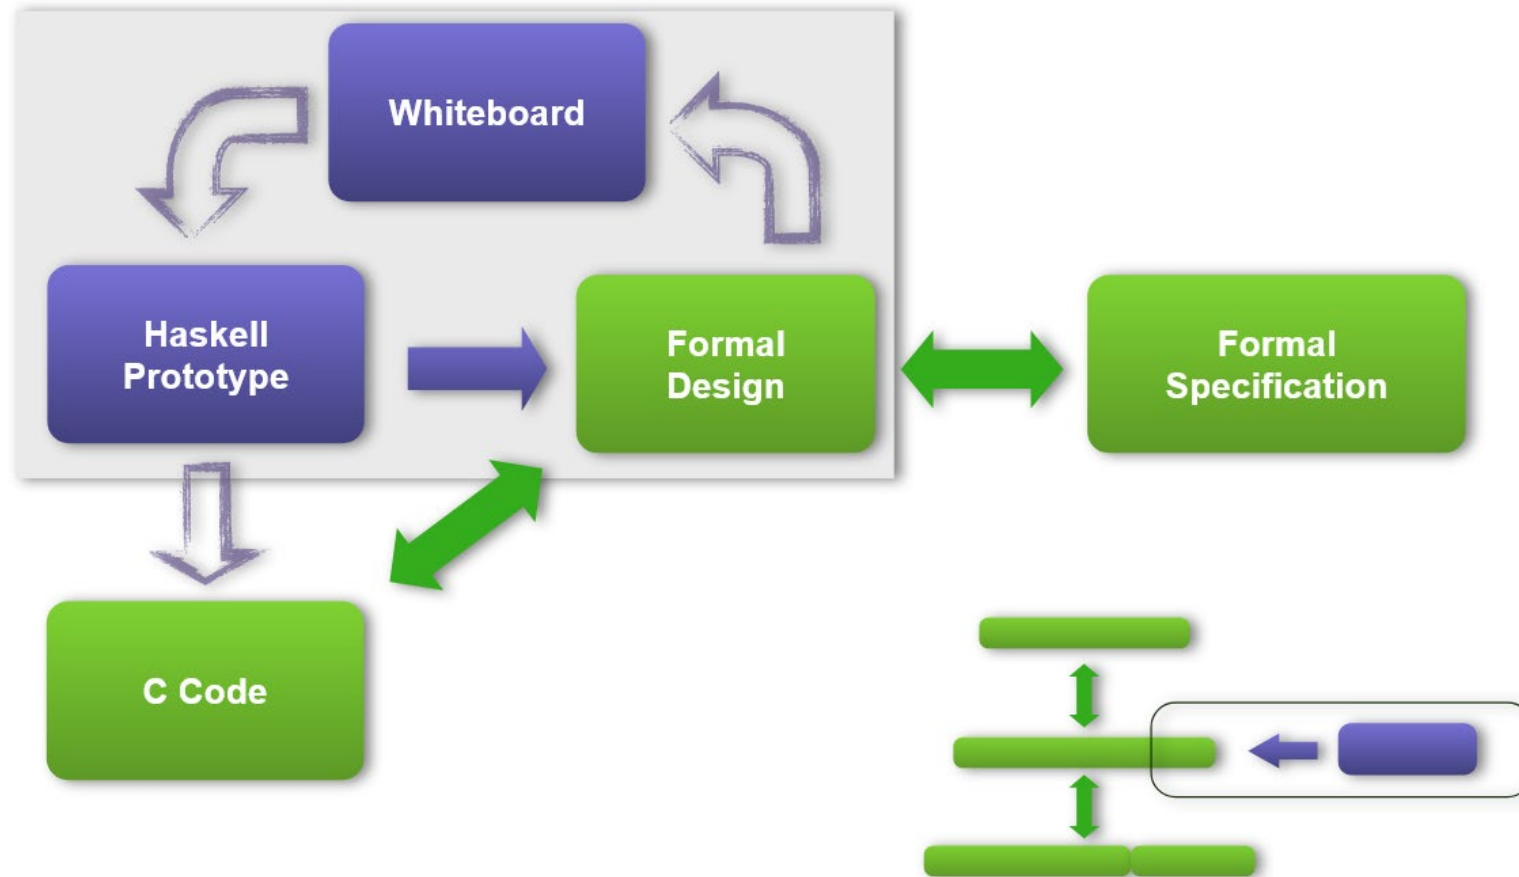 Whiteboard
Haskell
Prototype
Formal
Design
Formal
Specification
C Code